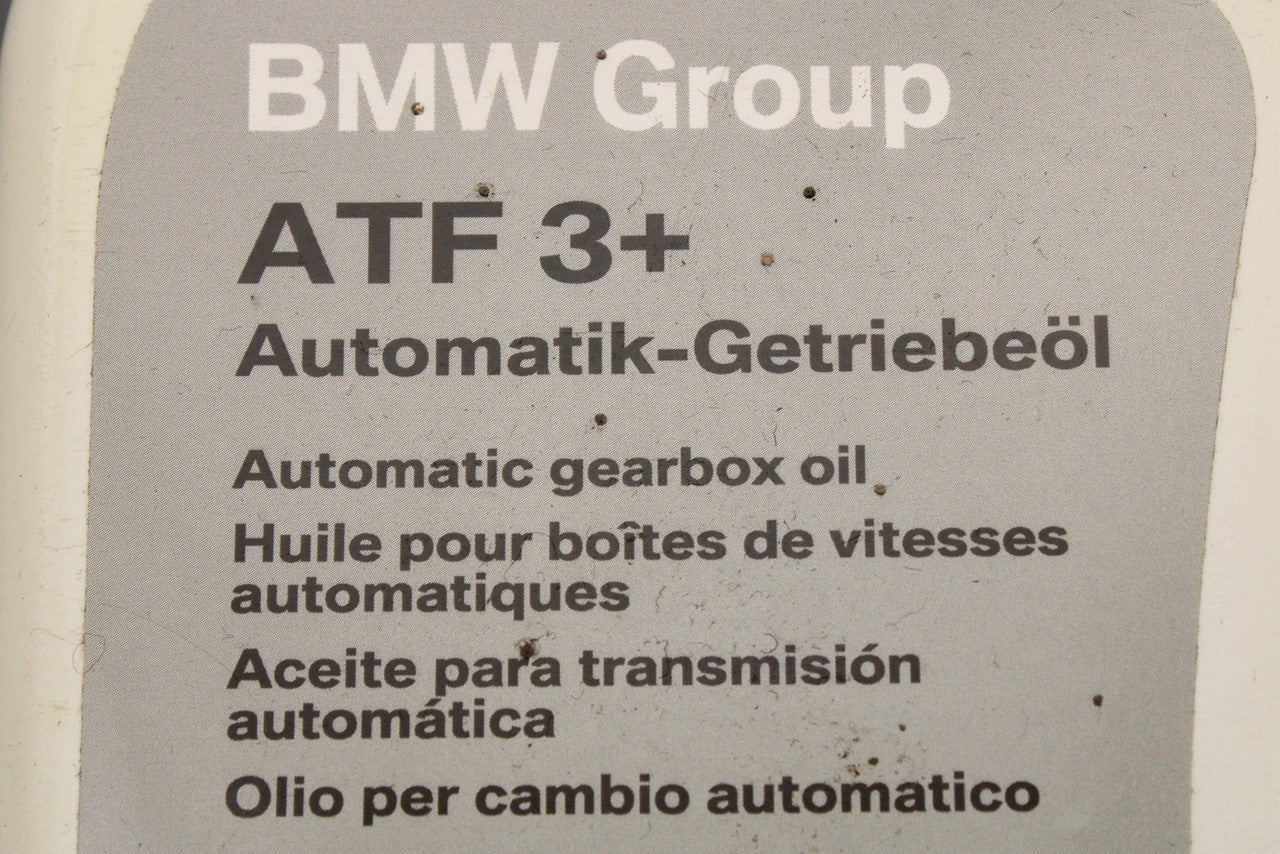 BMW Group
ATF 3+
Automatik-Getriebeöl
Automatic gearbox oil
Huile pour boîtes de vitesses
automatiques
Aceite para transmisión
automática
Olio per cambio automatico